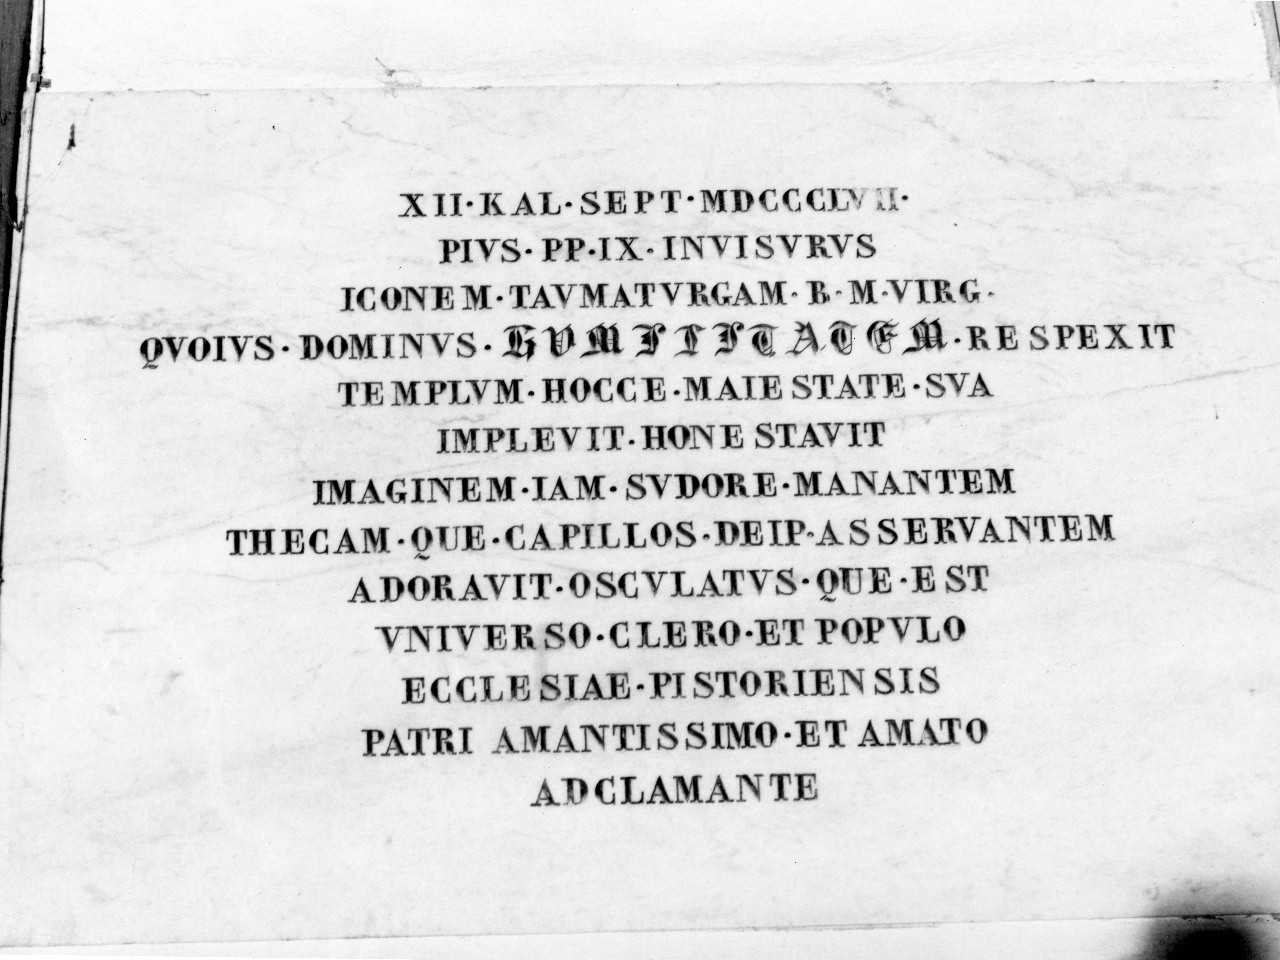 XII·KAL·SEPT·MDCCCLVII·
PIVS·PP·IX·INVISVRVS
ICONEM·TAVMATVRGAM·B·M·VIRG·
QVOIVS·DOMINVS·HVMILITATEM·RESPEXIT
TEMPLVM·HOCCE·MAIESTATE·SVA
IMPLEVIT·HONESTAVIT
IMAGINEM·IAM·SVDORE·MANANTEM
THECAM·QUE·CAPILLOS·DEIP·ASSERVANTEM
ADORAVIT·OSCVLATVS·QUE·EST
VNIVERSO·CLERO·ET POPVLO
ECCLESIAE·PISTORIENSIS
PATRI AMANTISSIMO·ET AMATO
ADCLAMANTE